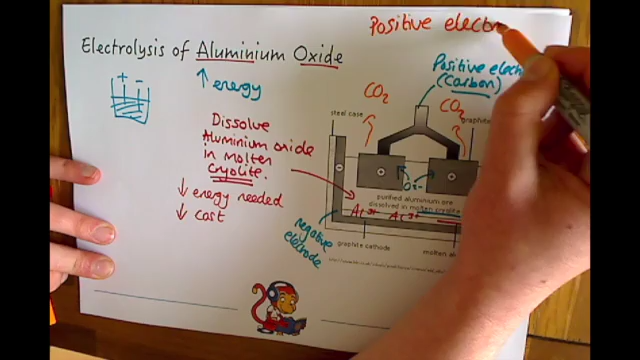 Positive electr
Electrolysis of Aluminium Oxide
↑ energy
+ -
Positive elect
(Carbon)
CO2
CO2
steel case
graphite
Dissolve
Aluminium oxide
in molten
cryolite.
↓ energy needed
↓ cost
O2-
purified aluminium ore
dissolved in molten cryolite
Al3+ Al3+
negative
electrode
graphite cathode
molten al